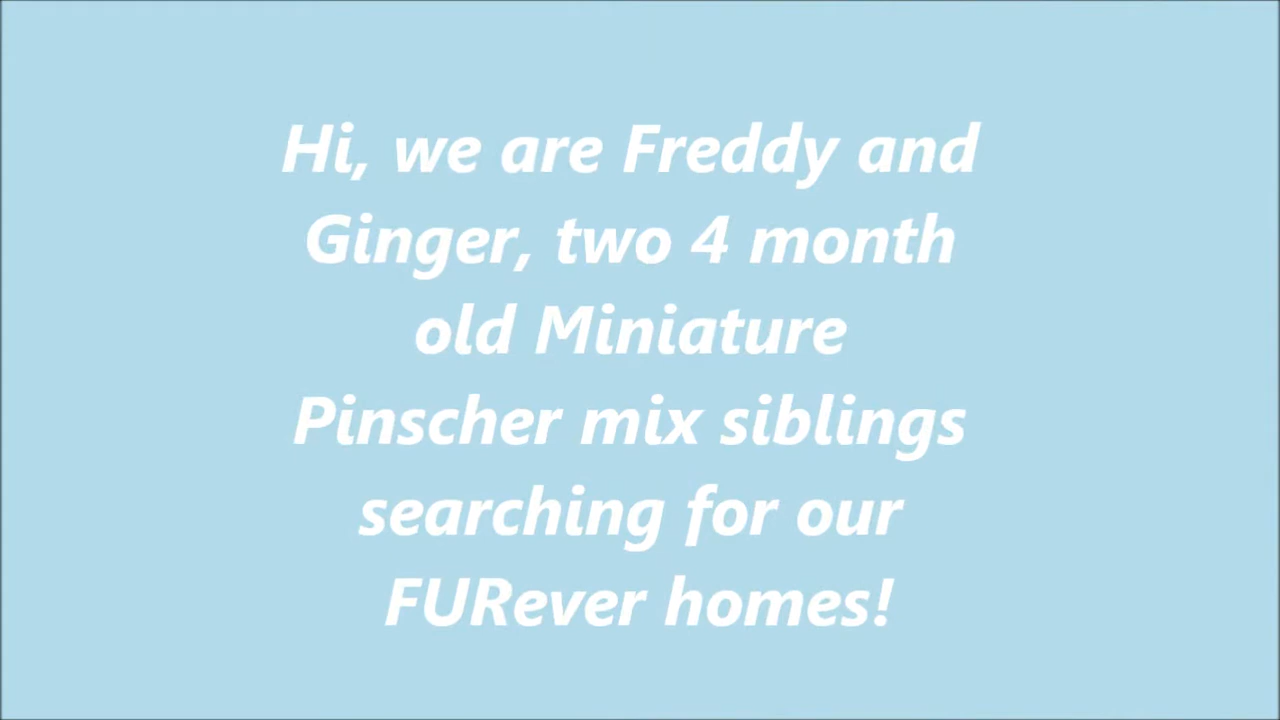 Hi, we are Freddy and
Ginger, two 4 month
old Miniature
Pinscher mix siblings
searching for our
FURever homes!